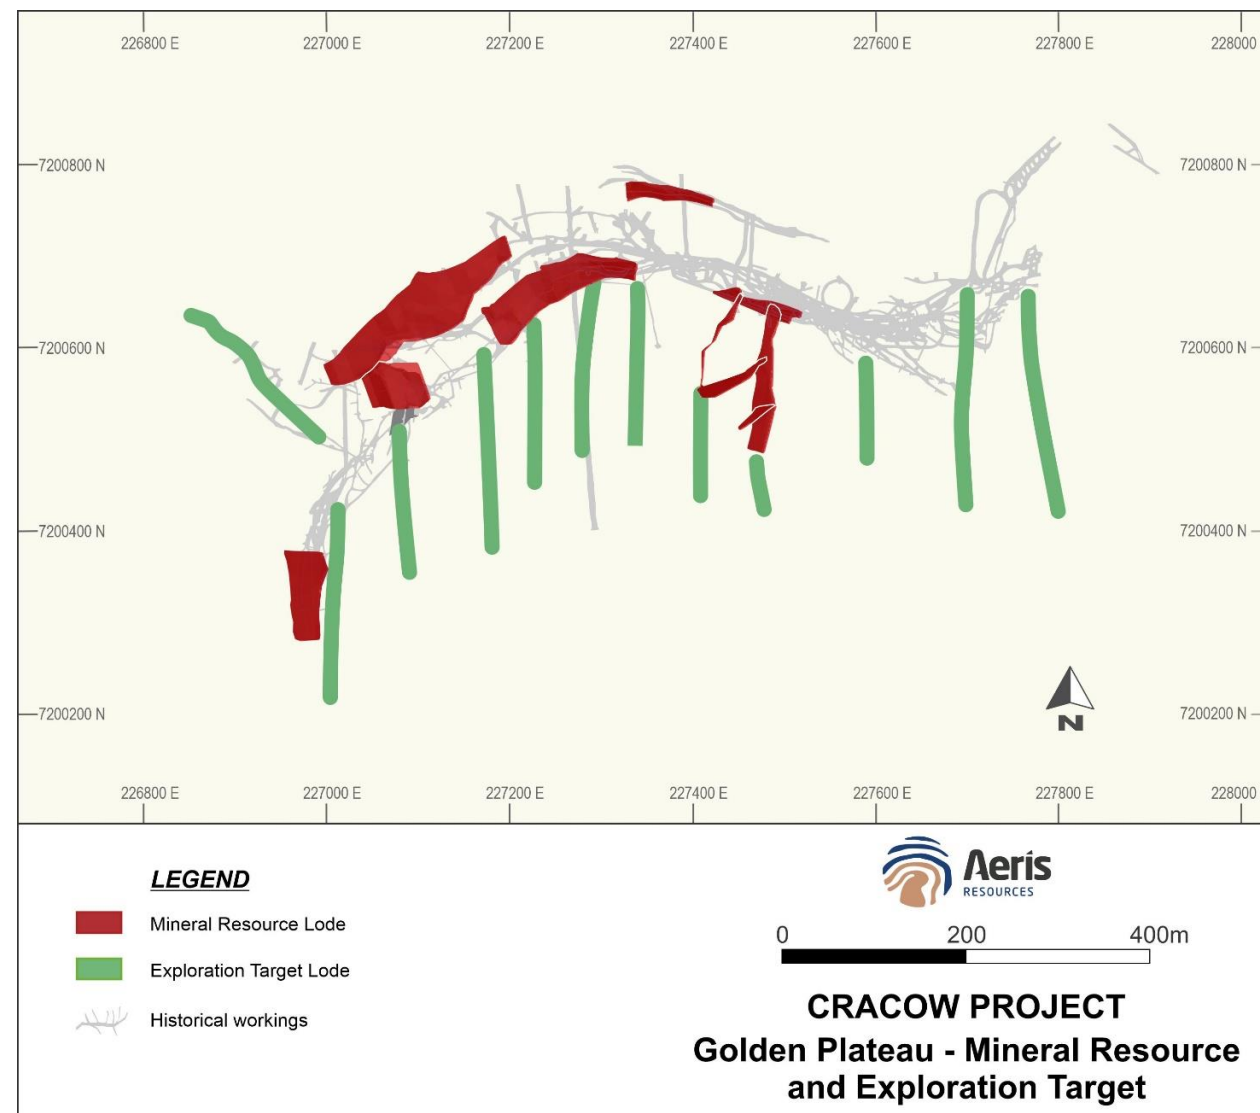 226800 E 227000 E 227200 E 227400 E 227600 E 227800 E 228000
7200800 N 7200800 N
7200600 N 7200600 N
7200400 N 7200400 N
7200200 N 7200200 N
N
226800 E 227000 E 227200 E 227400 E 227600 E 227800 E 228000
LEGEND
Mineral Resource Lode
Exploration Target Lode
Historical workings
Aeris
RESOURCES
0 200 400m
CRACOW PROJECT
Golden Plateau - Mineral Resource
and Exploration Target